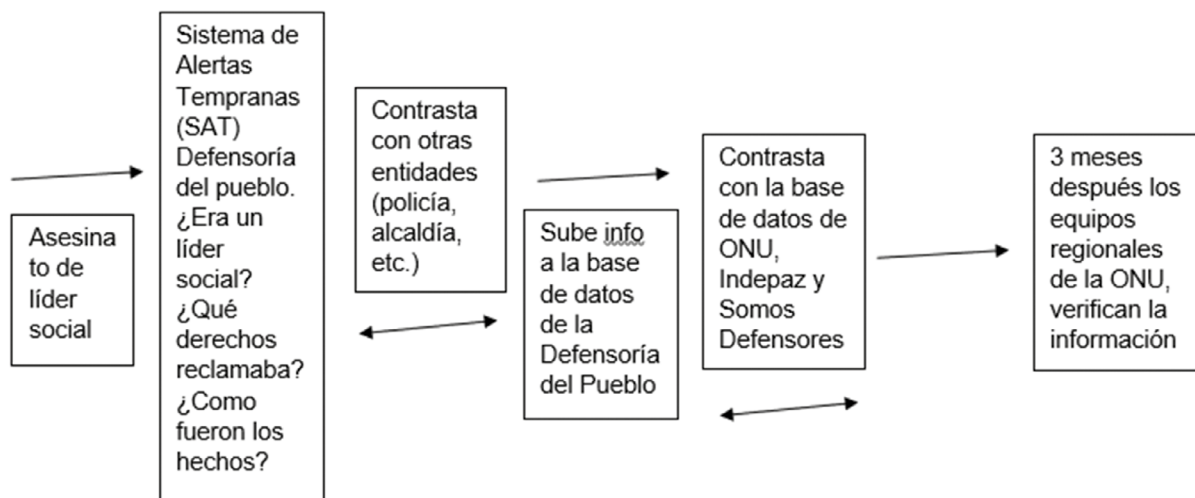 Asesina
to de
líder
social
Sistema de
Alertas
Tempranas
(SAT)
Defensoría
del pueblo.
¿Era un
líder
social?
¿Qué
derechos
reclamaba?
¿Como
fueron los
hechos?
Contrasta
con otras
entidades
(policía,
alcaldía,
etc.)
Sube info
a la base
de datos
de la
Defensoría
del Pueblo
Contrasta
con la base
de datos de
ONU,
Indepaz y
Somos
Defensores
3 meses
después los
equipos
regionales
de la ONU,
verifican la
información